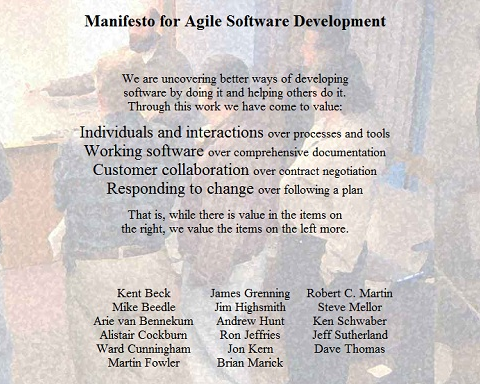 Manifesto for Agile Software Development
We are uncovering better ways of developing
software by doing it and helping others do it.
Through this work we have come to value:
Individuals and interactions over processes and tools
Working software over comprehensive documentation
Customer collaboration over contract negotiation
Responding to change over following a plan
That is, while there is value in the items on
the right, we value the items on the left more.
Kent Beck
Mike Beedle
Arie van Bennekum
Alistair Cockburn
Ward Cunningham
Martin Fowler
James Grenning
Jim Highsmith
Andrew Hunt
Ron Jeffries
Jon Kern
Brian Marick
Robert C. Martin
Steve Mellor
Ken Schwaber
Jeff Sutherland
Dave Thomas